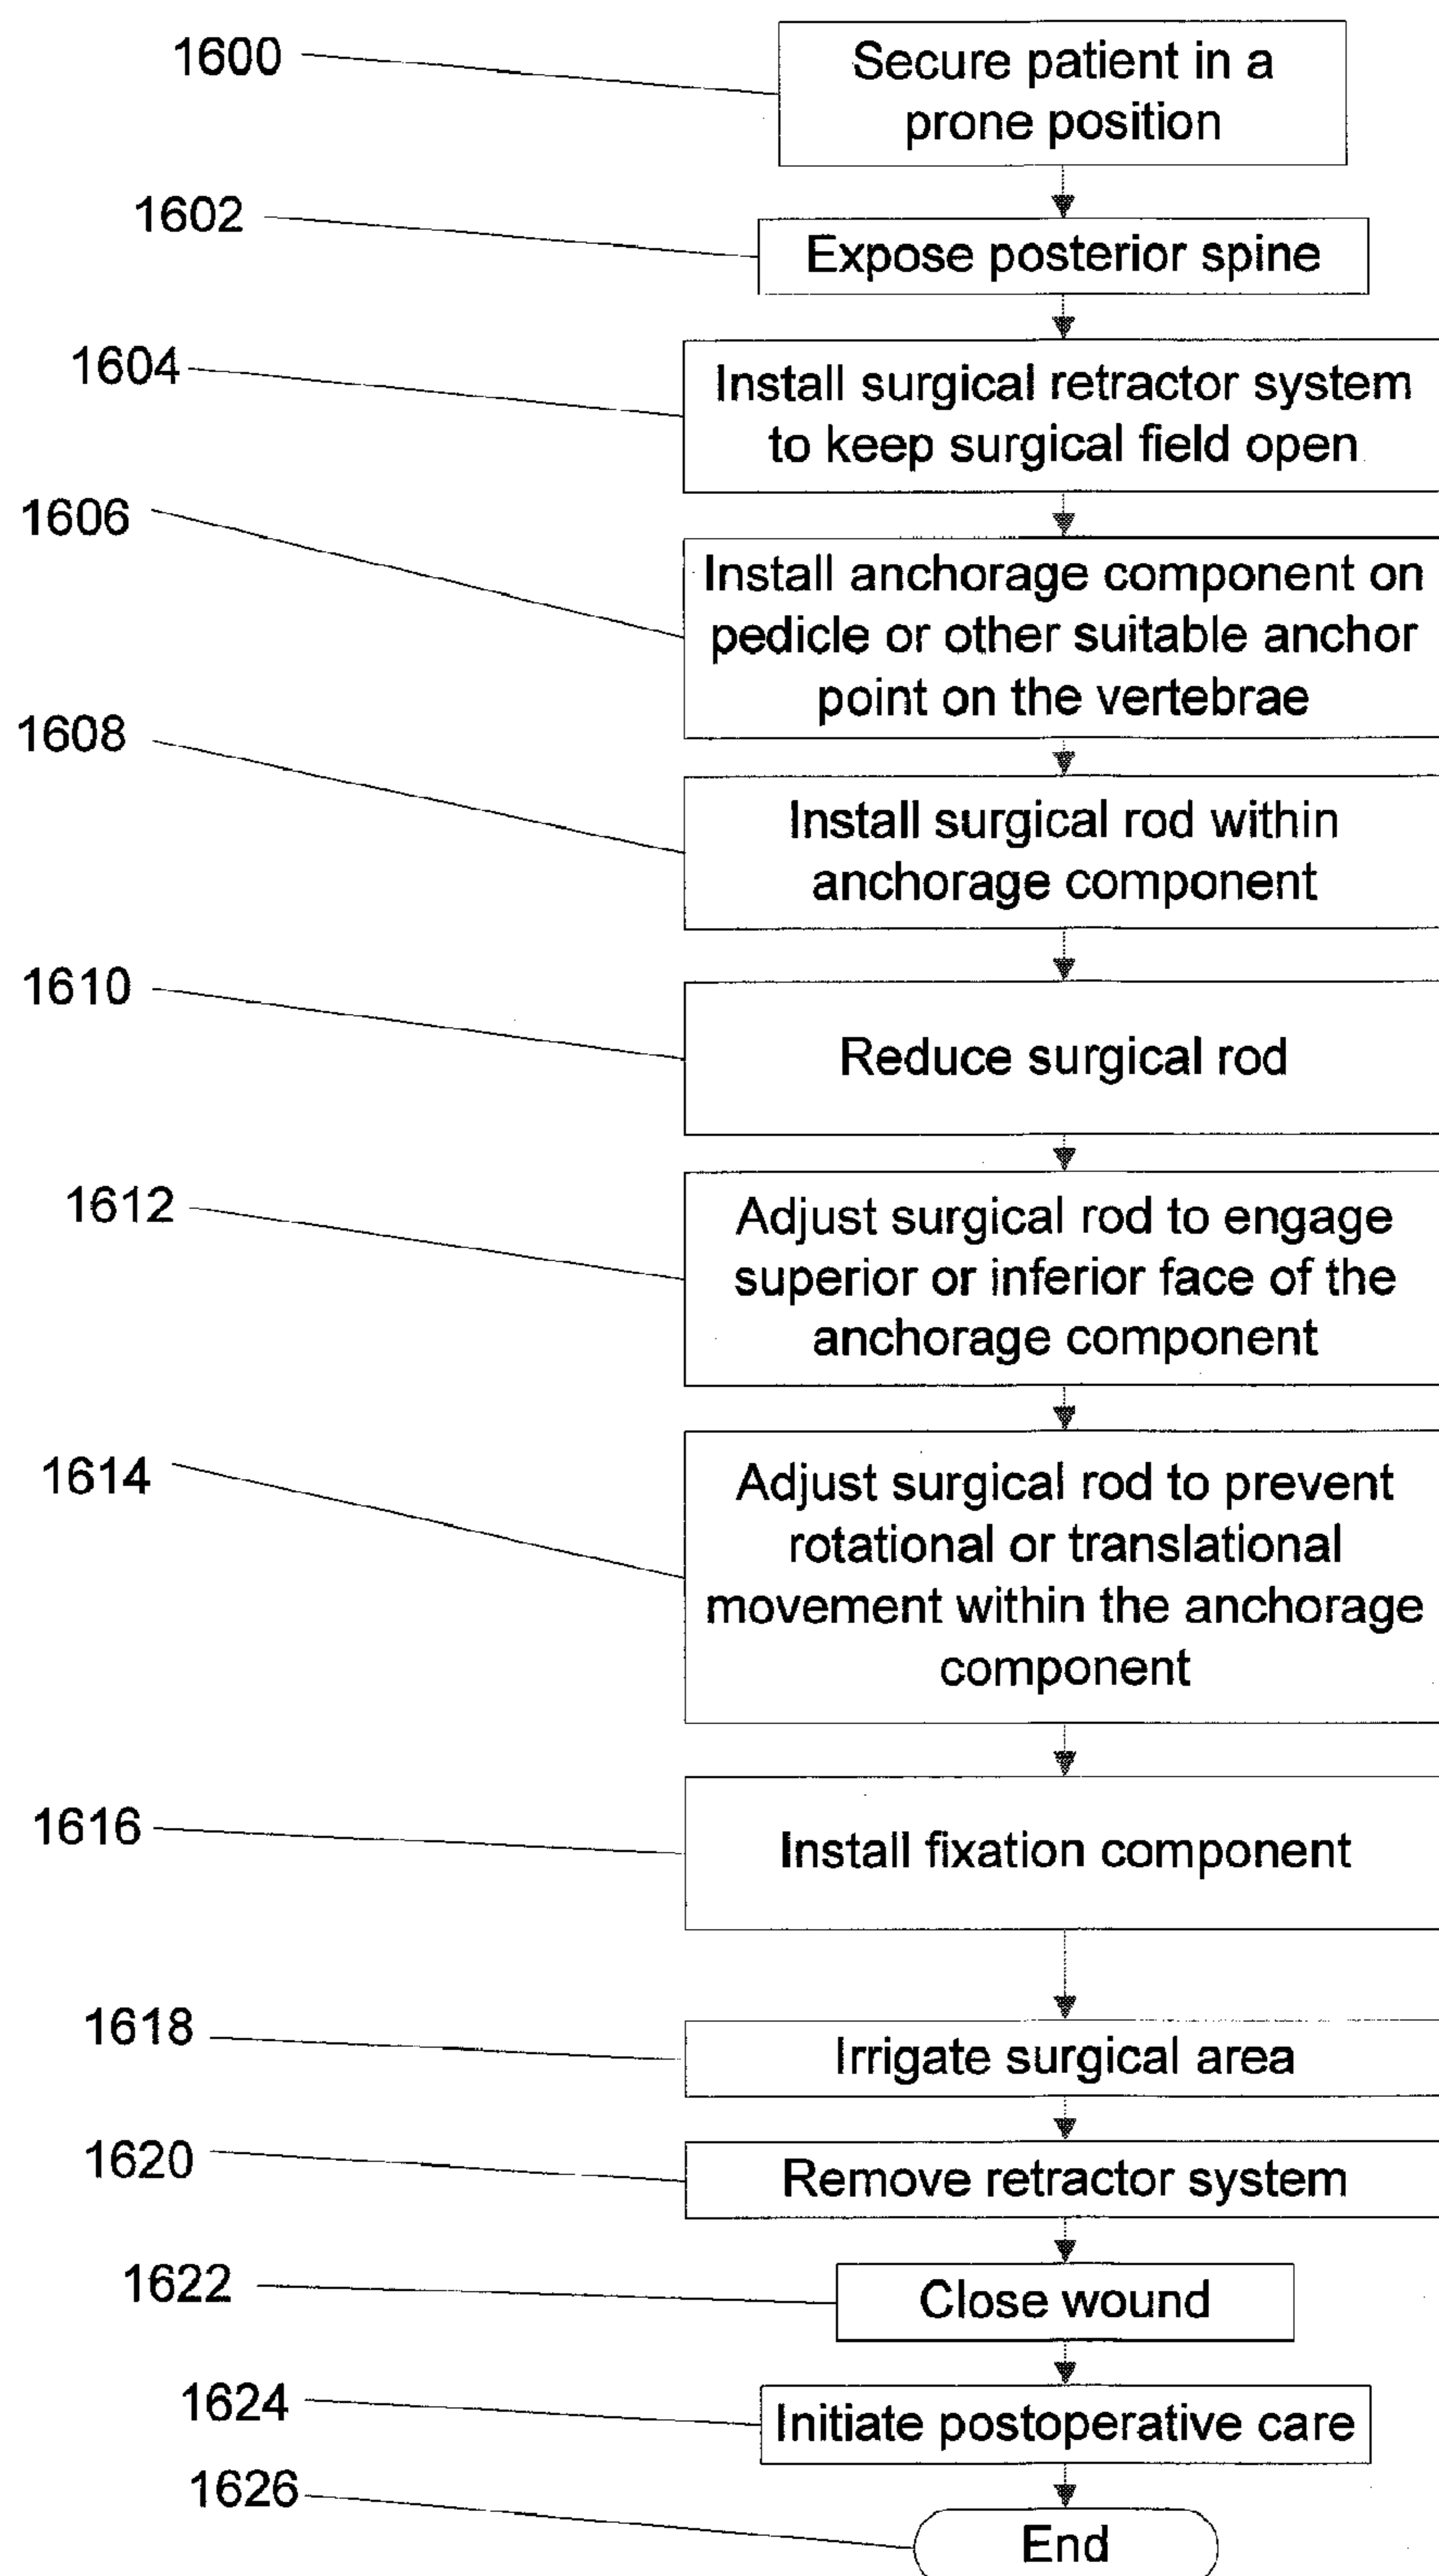 1600
Secure patient in a
prone position
1602
Expose posterior spine
1604
Install surgical retractor system
to keep surgical field open
1606
Install anchorage component on
pedicle or other suitable anchor
point on the vertebrae
1608
Install surgical rod within
anchorage component
1610
Reduce surgical rod
1612
Adjust surgical rod to engage
superior or inferior face of the
anchorage component
1614
Adjust surgical rod to prevent
rotational or translational
movement within the anchorage
component
1616
Install fixation component
1618
Irrigate surgical area
1620
Remove retractor system
1622
Close wound
1624
Initiate postoperative care
1626
End